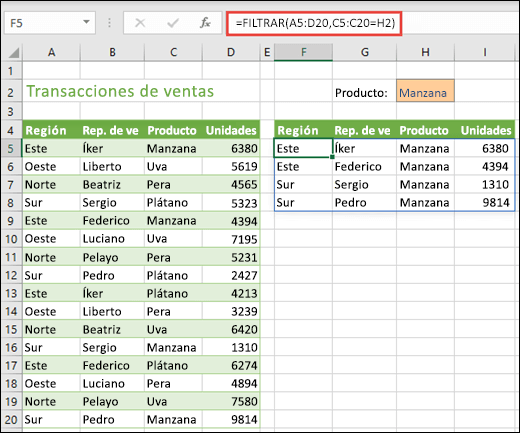 F5 fx =FILTRAR(A5:D20,C5:C20=H2)
A B C D E F G H I
1
2 Transacciones de ventas Producto: Manzana
3
4 Región Rep. de ve Producto Unidades Región Rep. de ve Producto Unidades
5 Este Íker Manzana 6380 Este Íker Manzana 6380
6 Oeste Liberto Uva 5619 Este Federico Manzana 4394
7 Norte Beatriz Pera 4565 Sur Sergio Manzana 1310
8 Sur Sergio Plátano 5323 Sur Pedro Manzana 9814
9 Este Federico Manzana 4394
10 Oeste Luciano Uva 7195
11 Norte Pelayo Pera 5231
12 Sur Pedro Plátano 2427
13 Este Íker Plátano 4213
14 Oeste Liberto Pera 3239
15 Norte Beatriz Uva 6420
16 Sur Sergio Manzana 1310
17 Este Federico Plátano 6274
18 Oeste Luciano Pera 4894
19 Norte Pelayo Uva 7580
20 Sur Pedro Manzana 9814